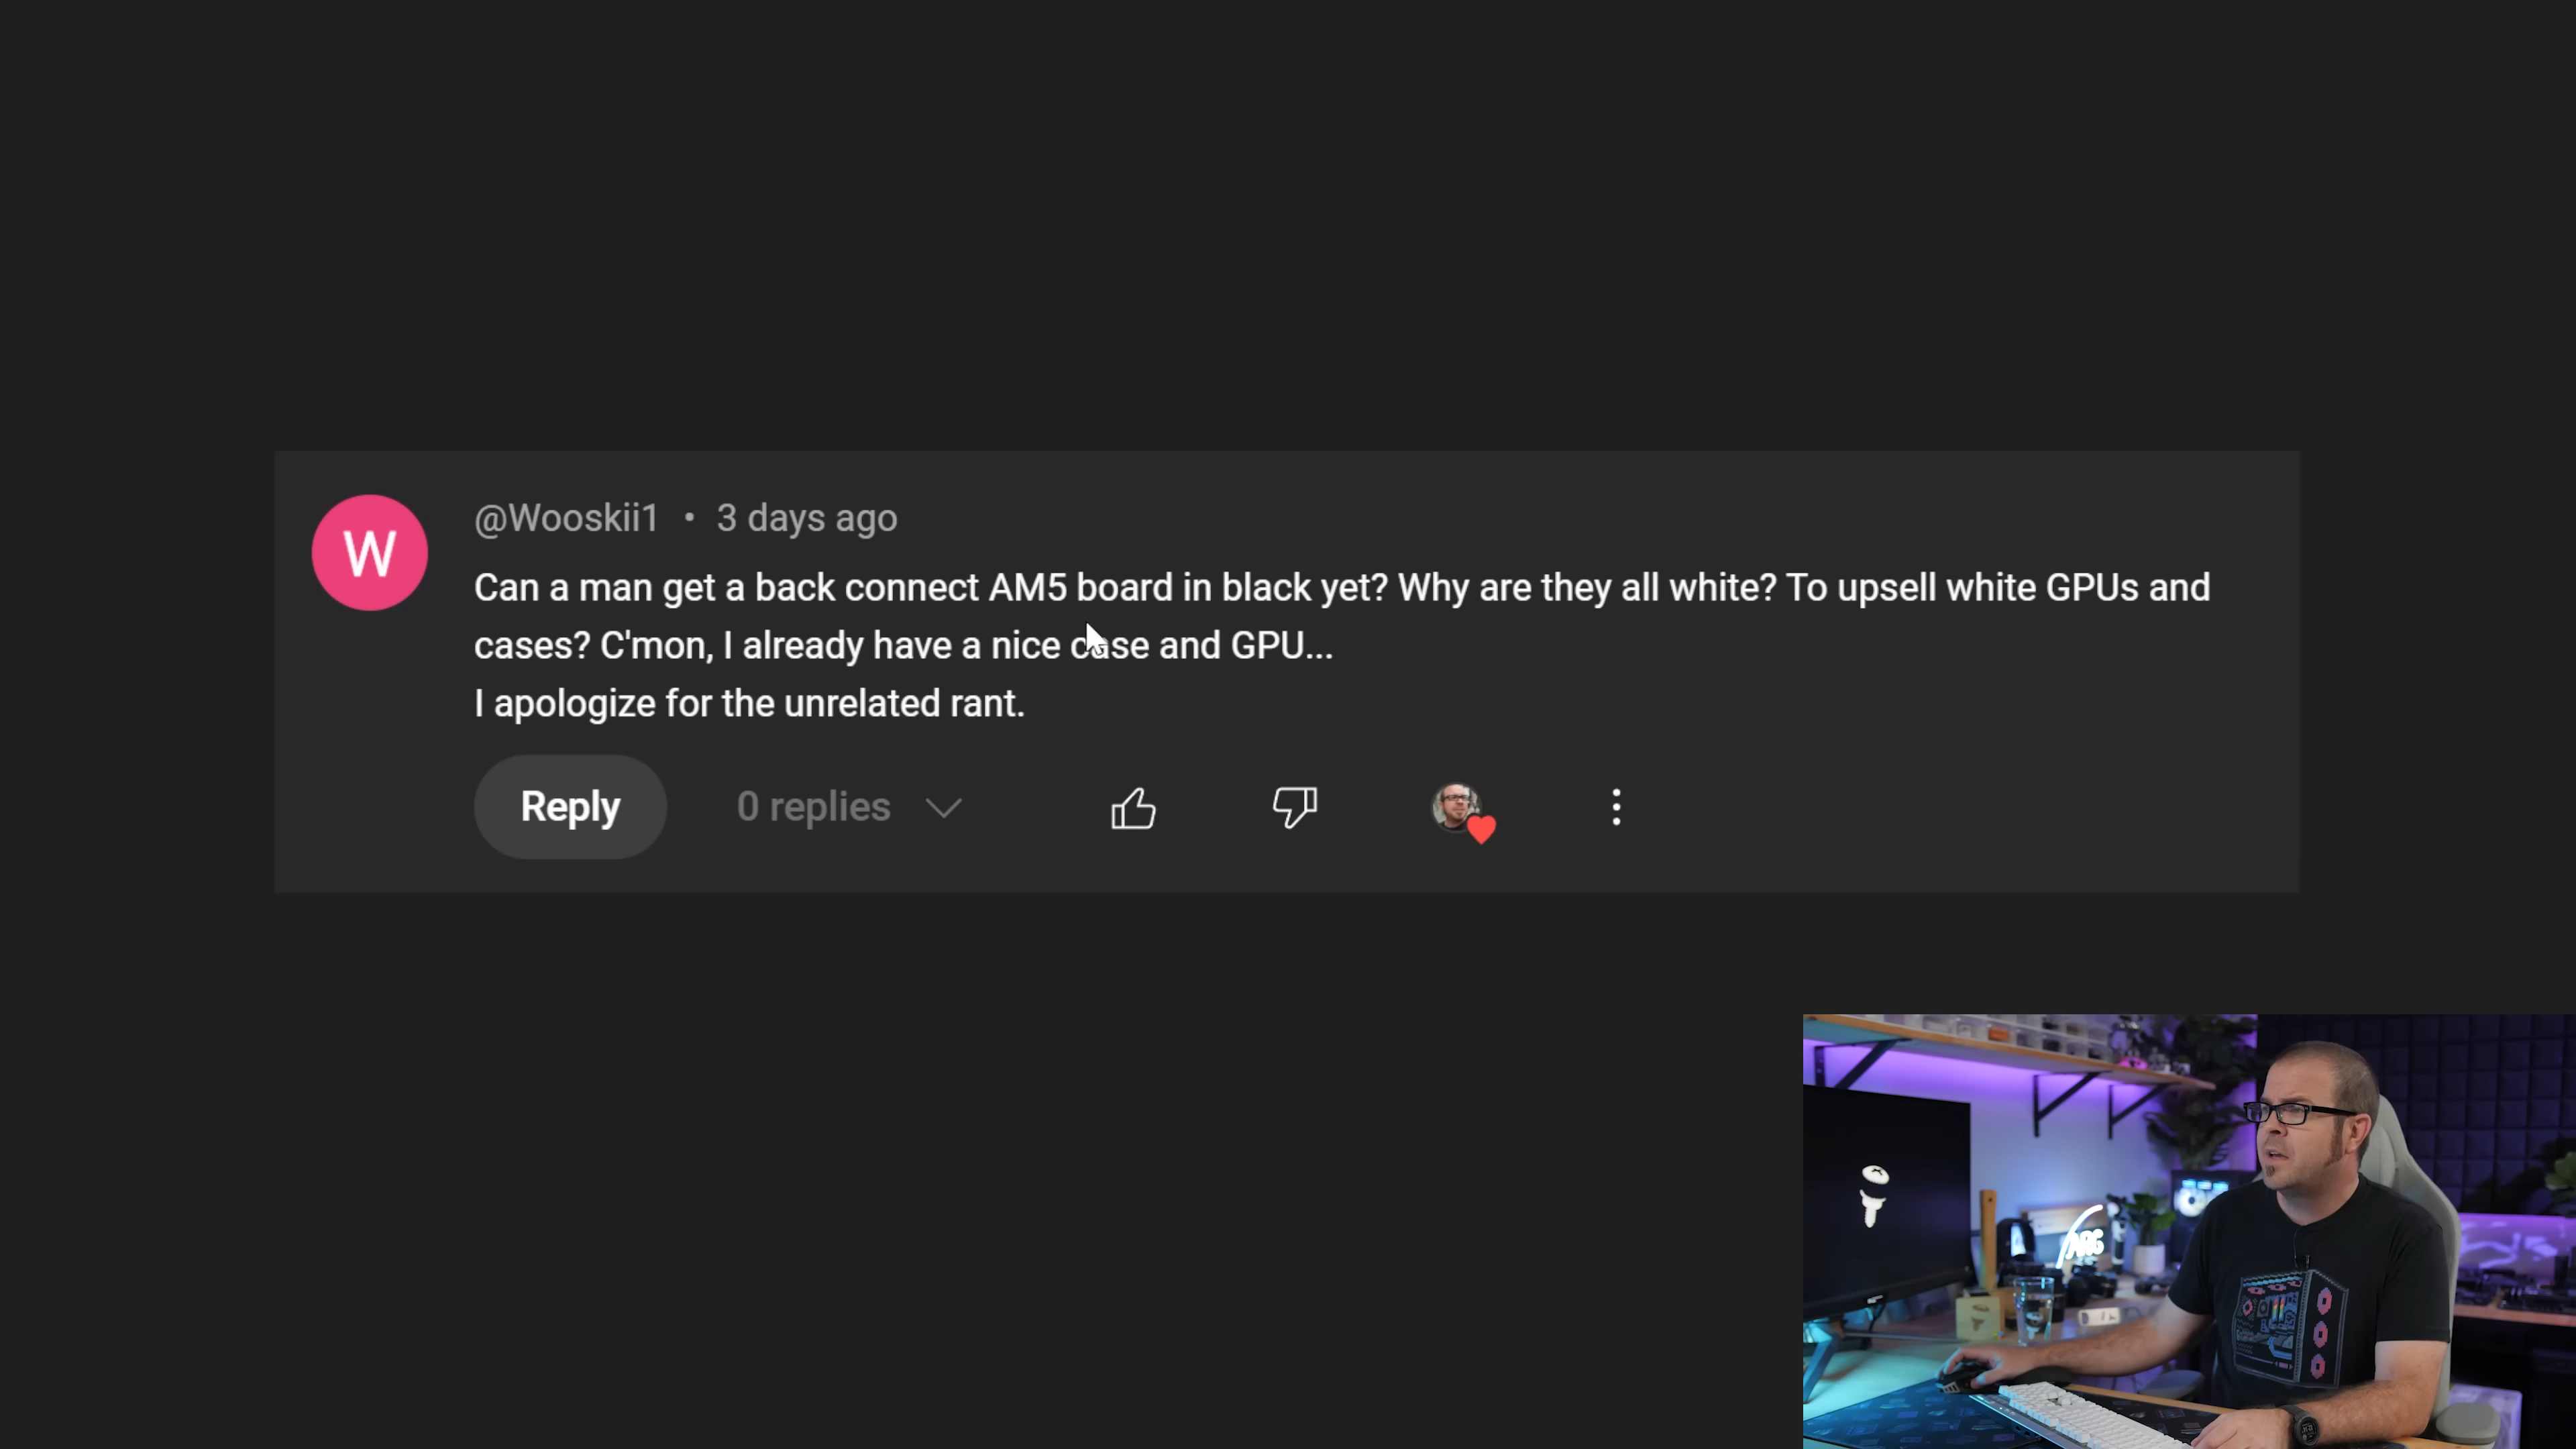 W
@Wooskii1 • 3 days ago
Can a man get a back connect AM5 board in black yet? Why are they all white? To upsell white GPUs and
cases? C'mon, I already have a nice case and GPU...
I apologize for the unrelated rant.
Reply 0 replies